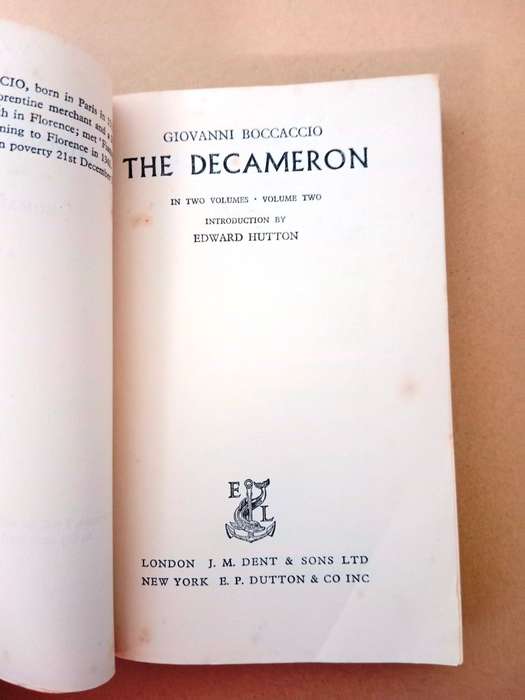 CIO, born in Paris in
orentine merchant and a
h in Florence; met
ning to Florence in
n poverty 21st December
GIOVANNI BOCCACCIO
THE DECAMERON
IN TWO VOLUMES · VOLUME TWO
INTRODUCTION BY
EDWARD HUTTON
E L
LONDON J. M. DENT & SONS LTD
NEW YORK E. P. DUTTON & CO INC